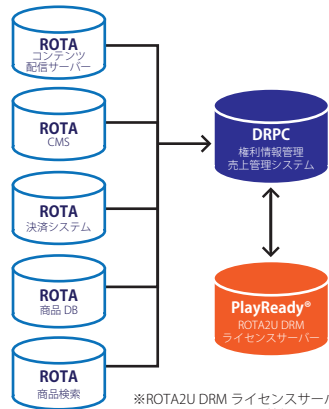 ROTA
コンテンツ
配信サーバー
ROTA
CMS
ROTA
決済システム
ROTA
商品 DB
ROTA
商品検索
DRPC
権利情報管理
売上管理システム
PlayReady®
ROTA2U DRM
ライセンスサーバー
※ROTA2U DRM ライセンスサーバ